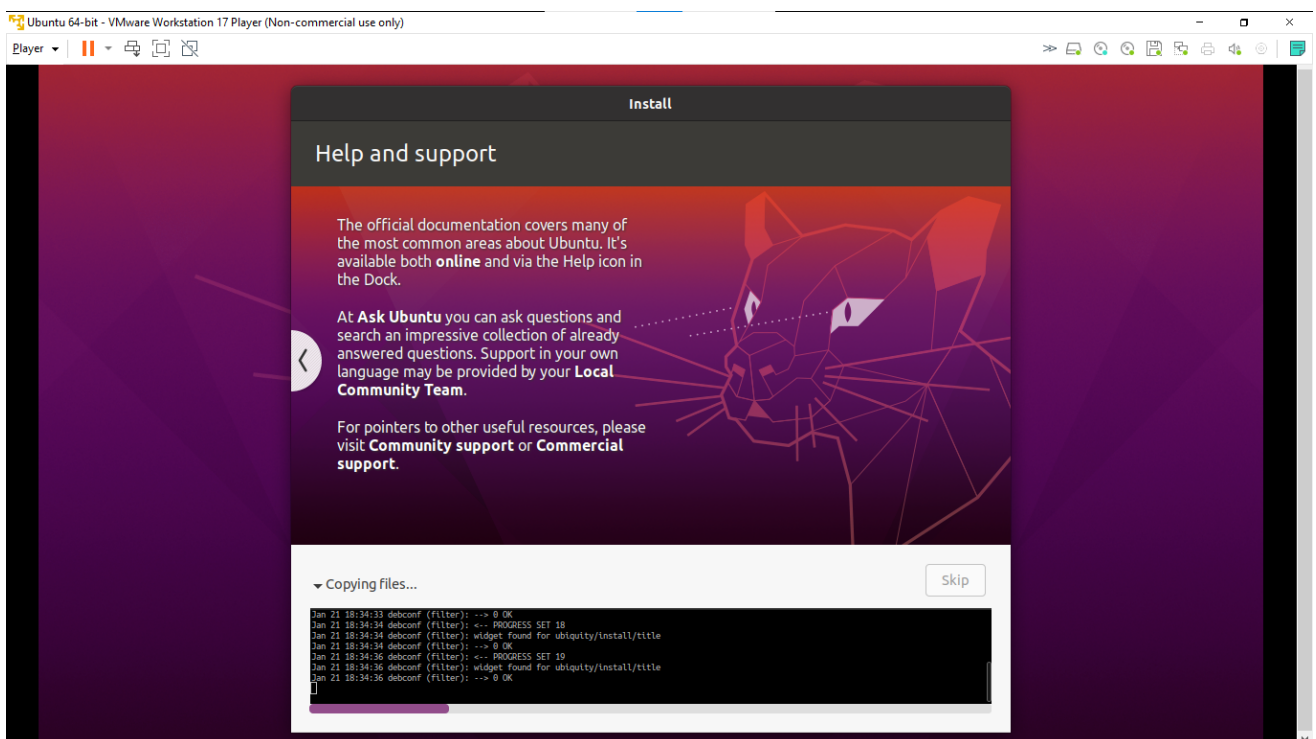 Ubuntu 64-bit - VMware Workstation 17 Player (Non-commercial use only)
Player
Install
Help and support
The official documentation covers many of
the most common areas about Ubuntu. It's
available both online and via the Help icon in
the Dock.
At Ask Ubuntu you can ask questions and
search an impressive collection of already
answered questions. Support in your own
language may be provided by your Local
Community Team.
For pointers to other useful resources, please
visit Community support or Commercial
support.
Copying files...
Skip
Jan 21 18:34:33 debconf (filter): --> 0 OK
Jan 21 18:34:34 debconf (filter): <-- PROGRESS SET 18
Jan 21 18:34:34 debconf (filter): widget found for ubiquity/install/title
Jan 21 18:34:34 debconf (filter): --> 0 OK
Jan 21 18:34:36 debconf (filter): <-- PROGRESS SET 19
Jan 21 18:34:36 debconf (filter): widget found for ubiquity/install/title
Jan 21 18:34:36 debconf (filter): --> 0 OK